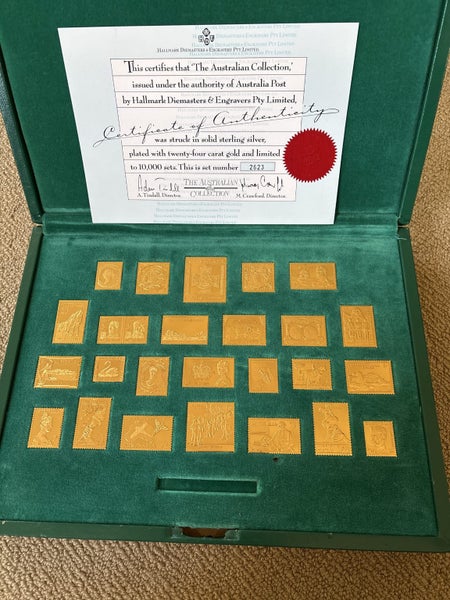 HALLMARK DIEMASTERS & ENGRAVERS PTY LIMITED
This certifies that 'The Australian Collection,'
issued under the authority of Australia Post
by Hallmark Diemasters & Engravers Pty Limited,
Certificate of Authenticity
was struck in solid sterling silver,
plated with twenty-four carat gold and limited
to 10,000 sets. This is set number 2623
THE AUSTRALIAN
COLLECTION
A. Tindall, Director.
M. Crawford, Director.